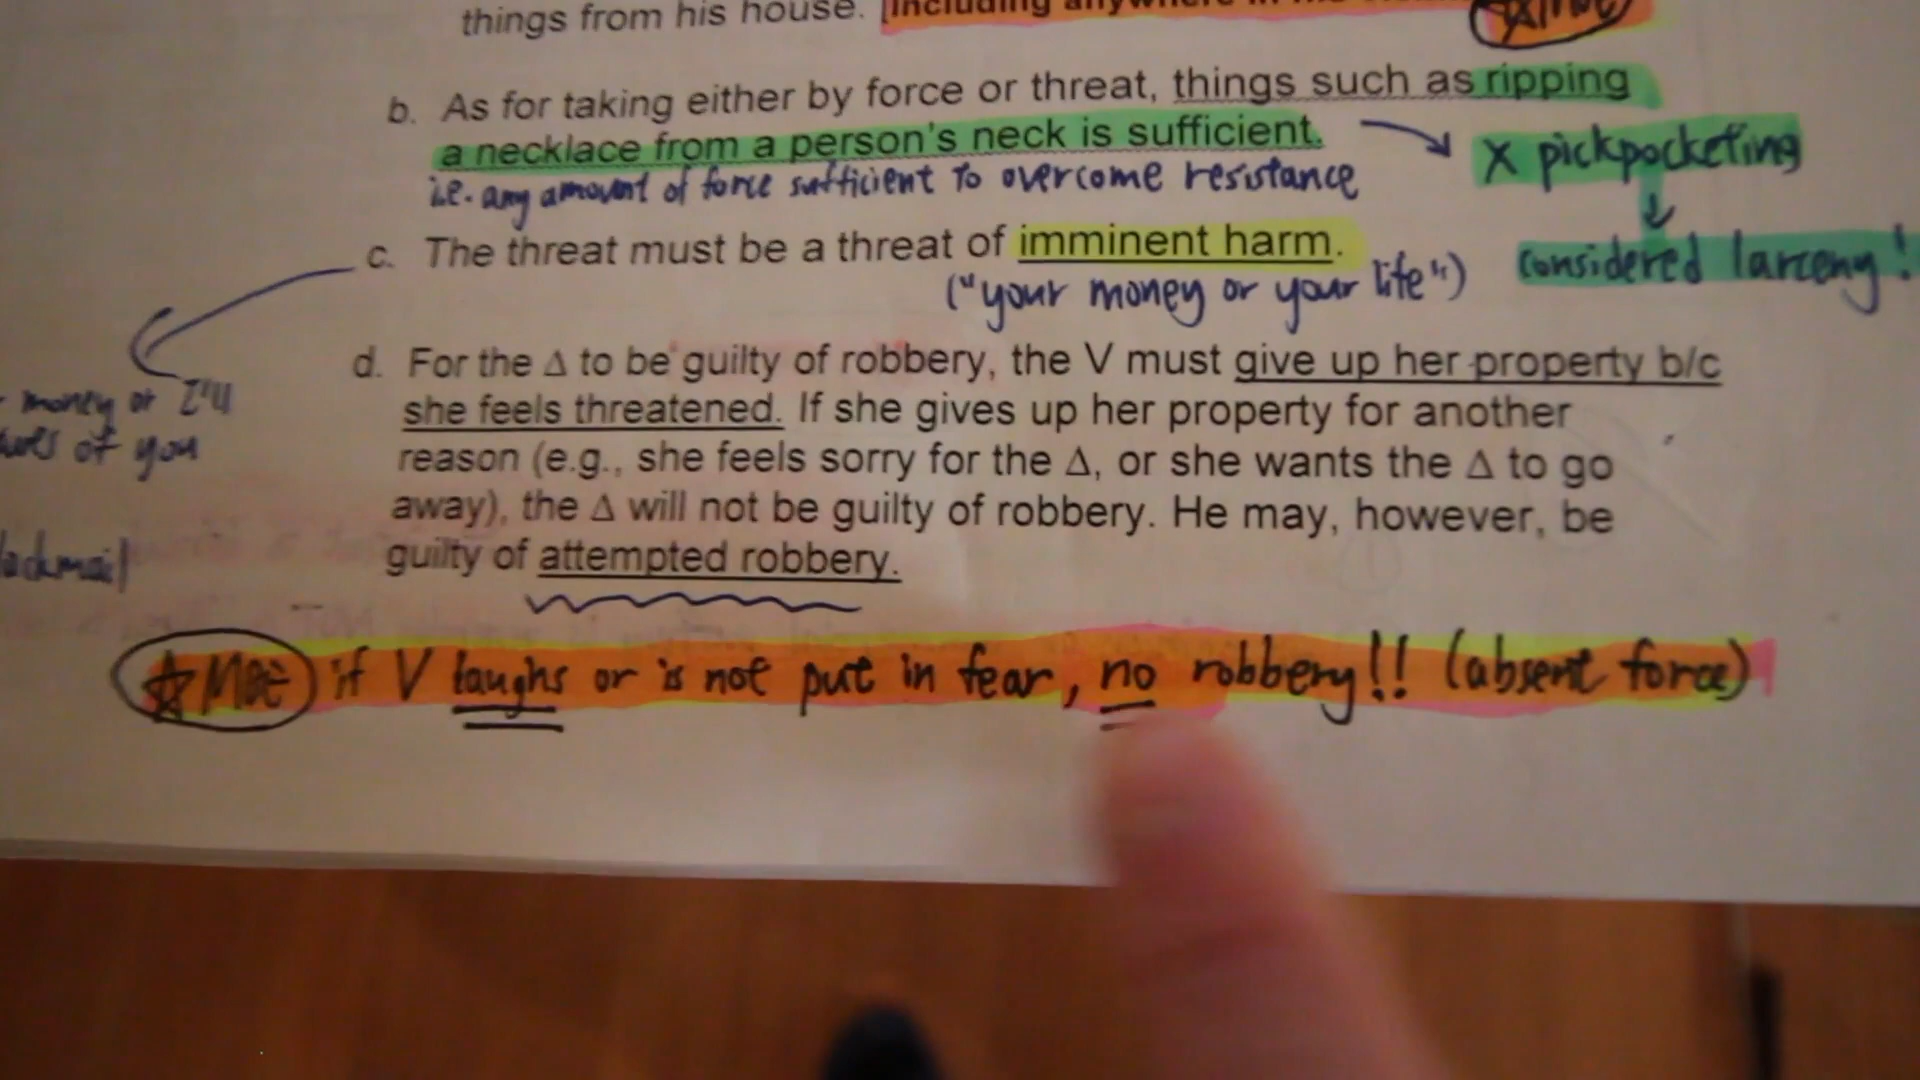 things from his house. [including anywhere in
b. As for taking either by force or threat, things such as ripping
a necklace from a person's neck is sufficient.
X pickpocketing
i.e. any amount of force sufficient to overcome resistance
considered larceny!
c. The threat must be a threat of imminent harm.
("your money or your life")
d. For the Δ to be guilty of robbery, the V must give up her property b/c
she feels threatened. If she gives up her property for another
reason (e.g., she feels sorry for the Δ, or she wants the Δ to go
away), the Δ will not be guilty of robbery. He may, however, be
guilty of attempted robbery.
money or I'll
of you
☆MBE if V laughs or is not put in fear, no robbery!! (absent force)